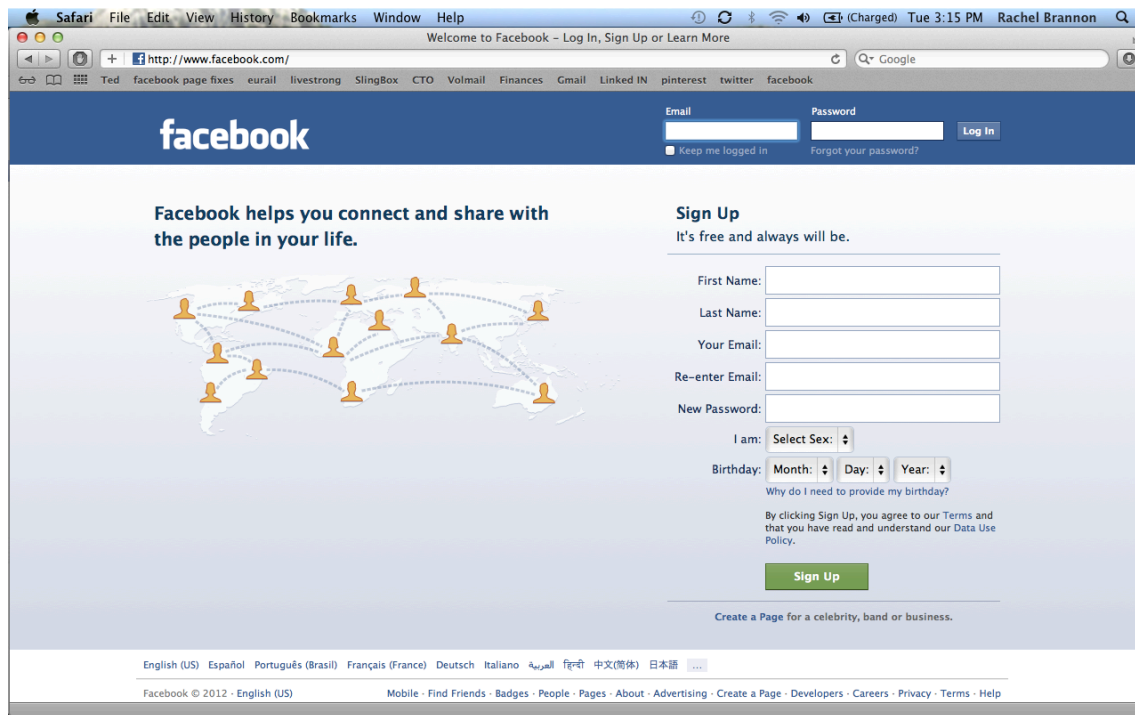 Safari File Edit View History Bookmarks Window Help (Charged) Tue 3:15 PM Rachel Brannon
Welcome to Facebook – Log In, Sign Up or Learn More
http://www.facebook.com/ Google
Ted facebook page fixes eurail livestrong SlingBox CTO Volmail Finances Gmail Linked IN pinterest twitter facebook
facebook
Email Password
Log In
Keep me logged in Forgot your password?
Facebook helps you connect and share with
the people in your life.
Sign Up
It's free and always will be.
First Name:
Last Name:
Your Email:
Re-enter Email:
New Password:
I am: Select Sex:
Birthday: Month: Day: Year:
Why do I need to provide my birthday?
By clicking Sign Up, you agree to our Terms and
that you have read and understand our Data Use
Policy.
Sign Up
Create a Page for a celebrity, band or business.
English (US) Español Português (Brasil) Français (France) Deutsch Italiano العربية हिन्दी 中文(简体) 日本語 ...
Facebook © 2012 · English (US) Mobile · Find Friends · Badges · People · Pages · About · Advertising · Create a Page · Developers · Careers · Privacy · Terms · Help